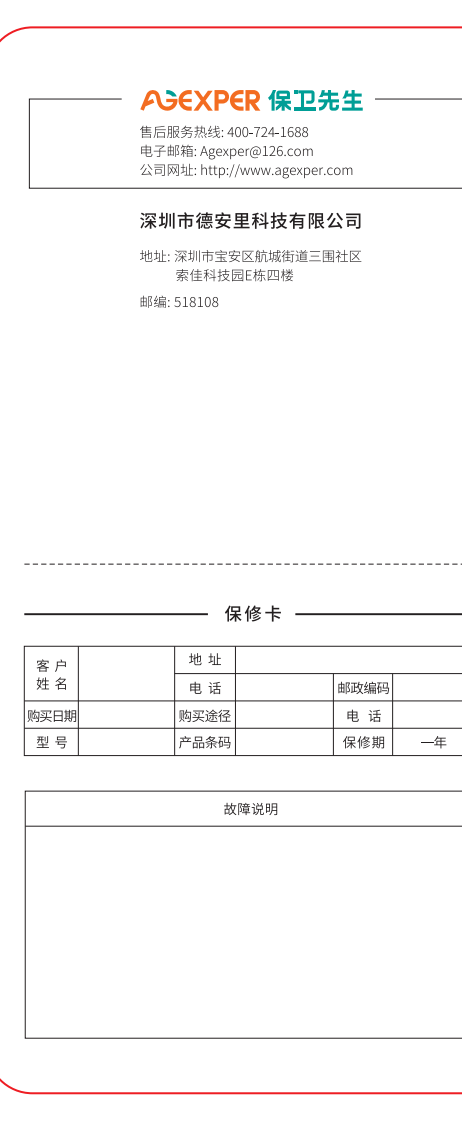 AGEXPER 保卫先生
售后服务热线: 400-724-1688
电子邮箱: Agexper@126.com
公司网址: http://www.agexper.com
深圳市德安里科技有限公司
地址: 深圳市宝安区航城街道三围社区
索佳科技园E栋四楼
邮编: 518108
保修卡
客户姓名 地址
电话 邮政编码
购买日期 购买途径 电话
型号 产品条码 保修期 一年
故障说明